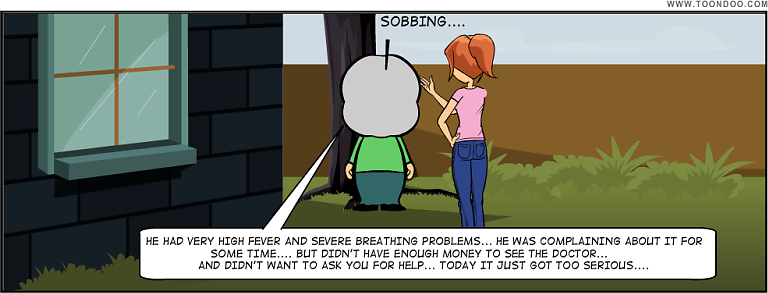 WWW.TOONDOO.COM
SOBBING....
HE HAD VERY HIGH FEVER AND SEVERE BREATHING PROBLEMS... HE WAS COMPLAINING ABOUT IT FOR
SOME TIME.... BUT DIDN'T HAVE ENOUGH MONEY TO SEE THE DOCTOR...
AND DIDN'T WANT TO ASK YOU FOR HELP... TODAY IT JUST GOT TOO SERIOUS....